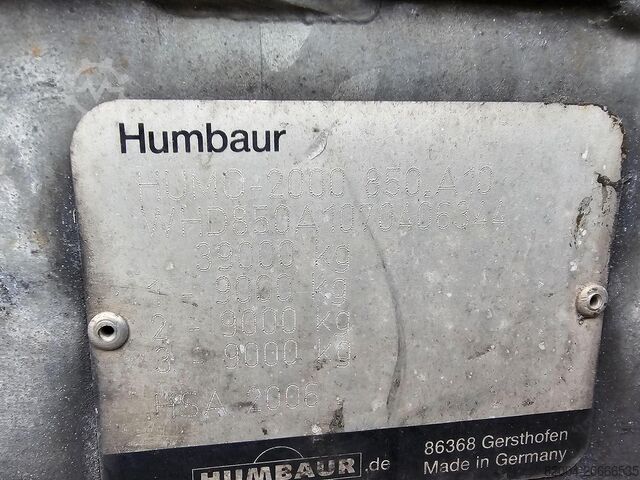 Humbaur
HUMO-2000 850.A10
WHD850A1070406344
39000 kg
1 - 9000 kg
2 - 9000 kg
3 - 9000 kg
HSA 2006
HUMBAUR.de
86368 Gersthofen
Made in Germany